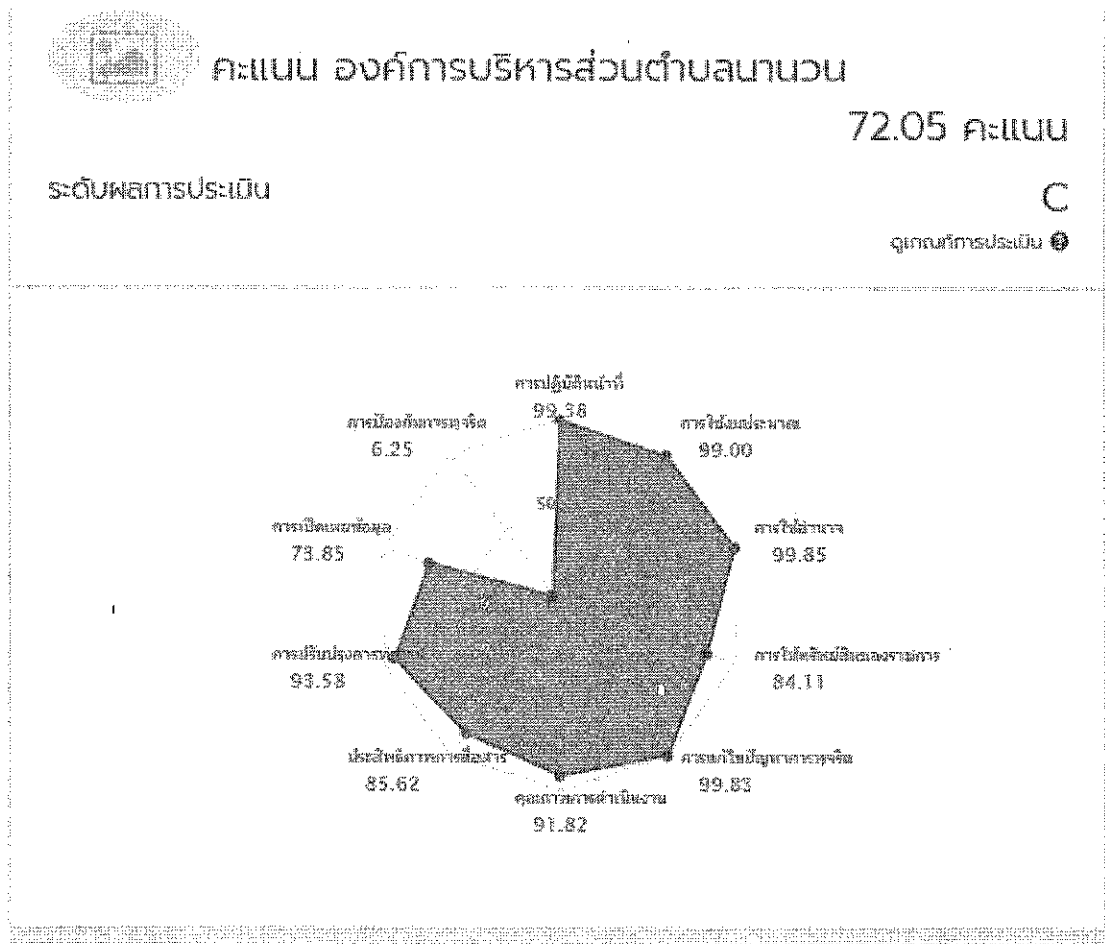 คะแนน องค์การบริหารส่วนตำบลนานวน
72.05 คะแนน
ระดับผลการประเมิน
C
ดูเกณฑ์การประเมิน
การปฏิบัติหน้าที่
99.38
การป้องกันการทุจริต
6.25
การใช้งบประมาณ
99.00
50
การเปิดเผยข้อมูล
73.85
การใช้อำนาจ
99.85
การปรับปรุงการทำงาน
93.58
การใช้ทรัพย์สินของราชการ
84.11
ประสิทธิภาพการสื่อสาร
85.62
การแก้ไขปัญหาการทุจริต
99.83
คุณภาพการดำเนินงาน
91.82